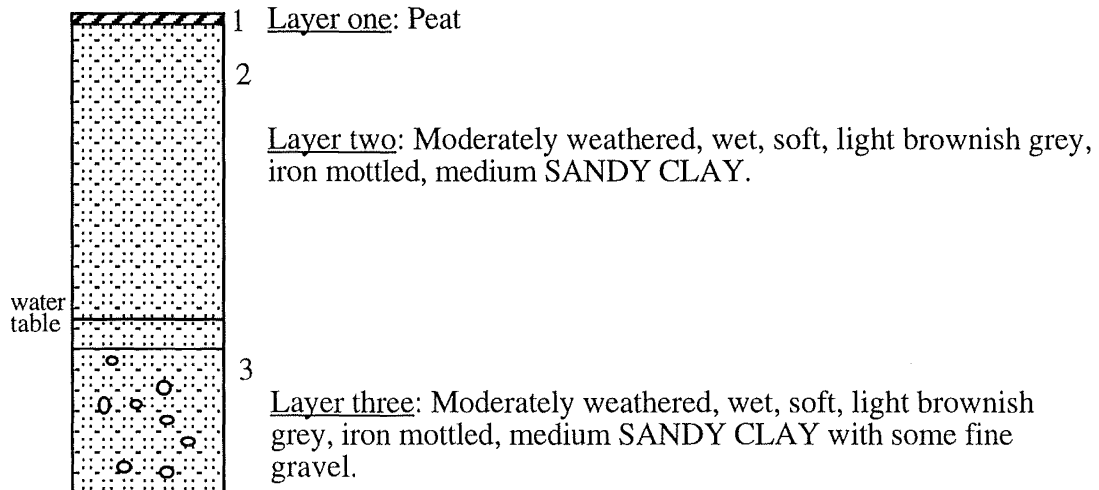 1 Layer one: Peat
2
Layer two: Moderately weathered, wet, soft, light brownish grey,
iron mottled, medium SANDY CLAY.
water
table
3
Layer three: Moderately weathered, wet, soft, light brownish
grey, iron mottled, medium SANDY CLAY with some fine
gravel.